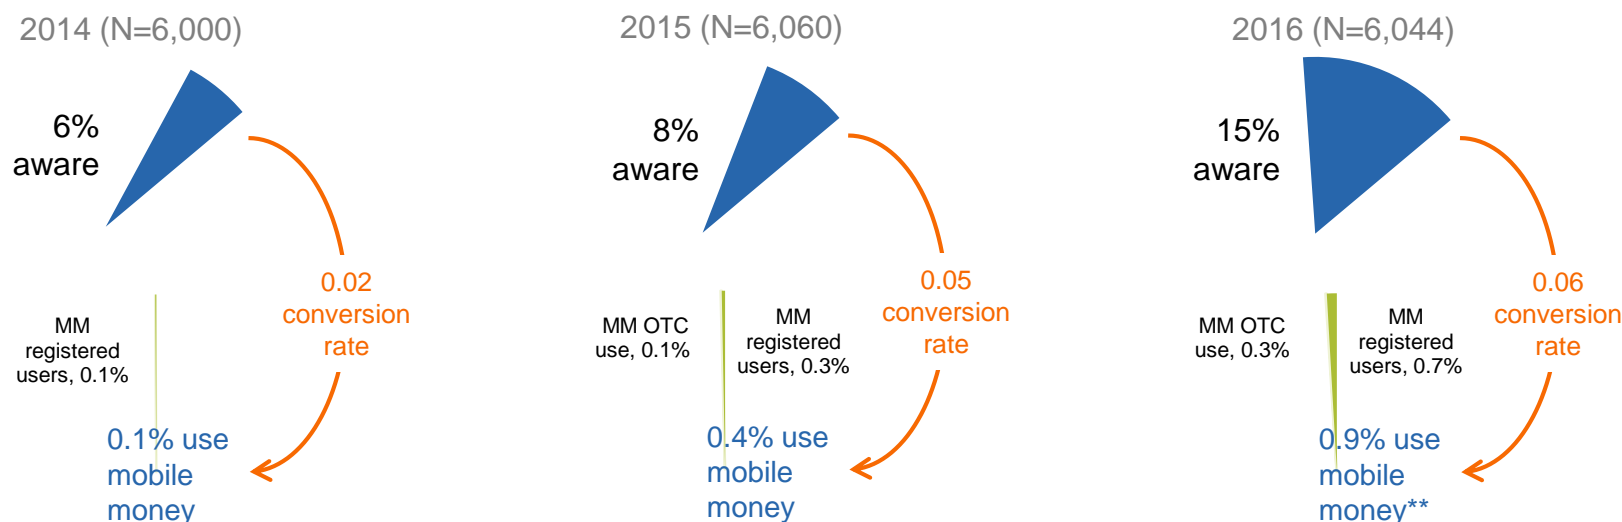 2014 (N=6,000)
6%
aware
0.02
conversion
rate
MM
registered
users, 0.1%
0.1% use
mobile
money
2015 (N=6,060)
8%
aware
0.05
conversion
rate
MM OTC
use, 0.1%
MM
registered
users, 0.3%
0.4% use
mobile
money
2016 (N=6,044)
15%
aware
0.06
conversion
rate
MM OTC
use, 0.3%
MM
registered
users, 0.7%
0.9% use
mobile
money**